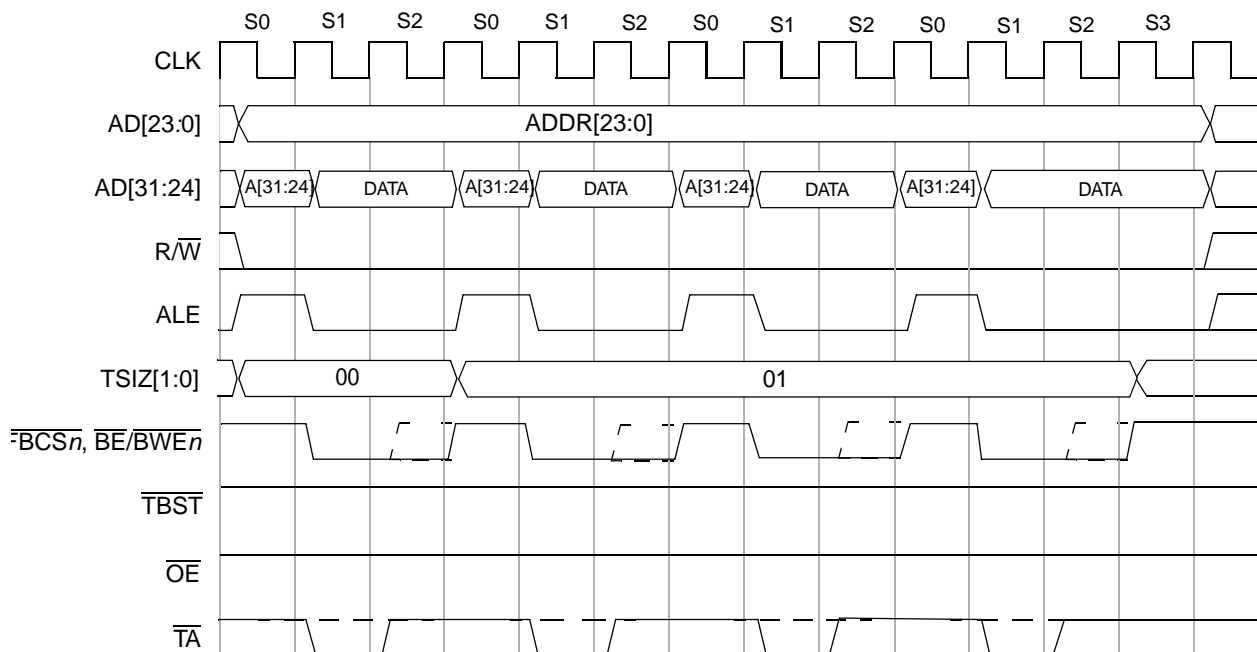 S0 S1 S2 S0 S1 S2 S0 S1 S2 S0 S1 S2 S3
CLK
AD[23:0] ADDR[23:0]
AD[31:24] A[31:24] DATA A[31:24] DATA A[31:24] DATA A[31:24] DATA
R/W
ALE
TSIZ[1:0] 00 01
FBCSn, BE/BWEn
TBST
OE
TA